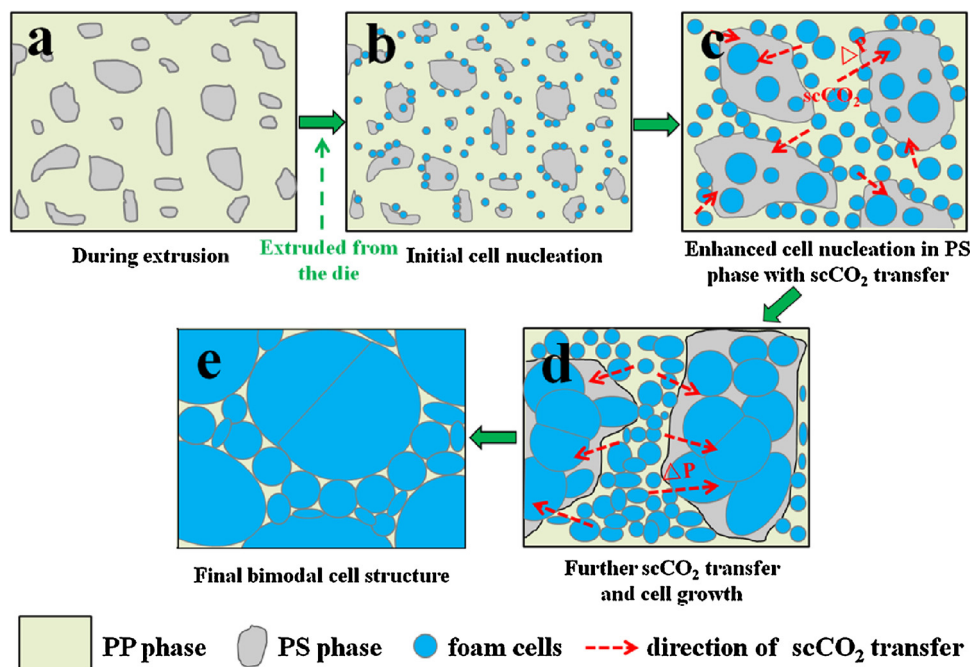 a
b
c
△P
scCO₂
During extrusion
Extruded from
the die
Initial cell nucleation
Enhanced cell nucleation in PS
phase with scCO₂ transfer
e
d
△P
Final bimodal cell structure
Further scCO₂ transfer
and cell growth
PP phase
PS phase
foam cells
direction of scCO₂ transfer